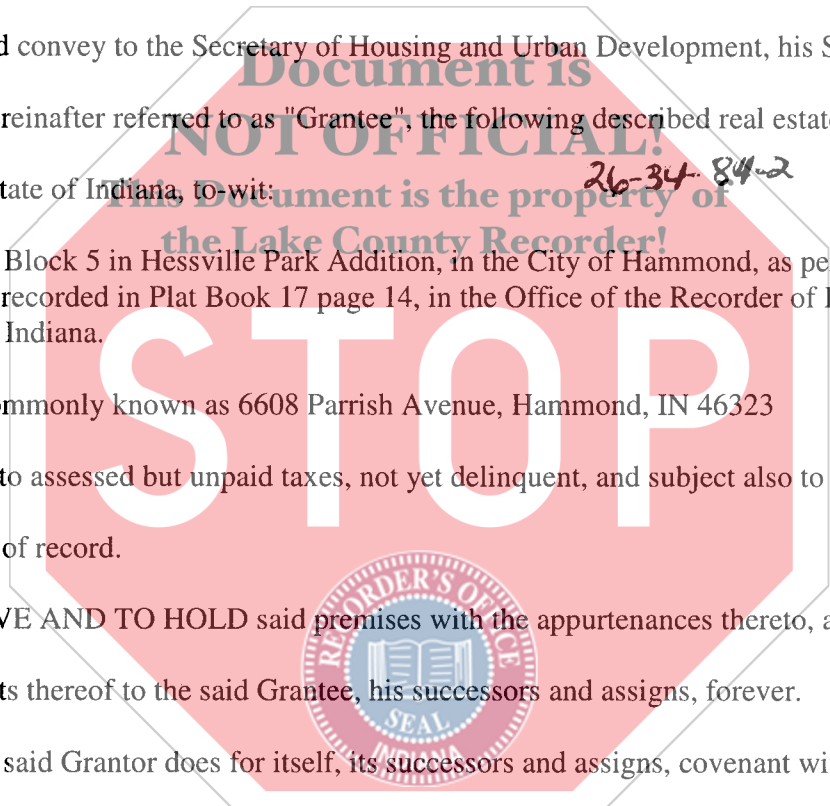 convey to the Secretary of Housing and Urban Development, his
Document is
reinafter referred to as "Grantee", the following described real estate
NOT OFFICIAL!
26-34-84-2
tate of Indiana, to-wit:
This Document is the property of
the Lake County Recorder!
Block 5 in Hessville Park Addition, in the City of Hammond, as pe
recorded in Plat Book 17 page 14, in the Office of the Recorder of
Indiana.
STOP
mmonly known as 6608 Parrish Avenue, Hammond, IN 46323
to assessed but unpaid taxes, not yet delinquent, and subject also to
of record.
VE AND TO HOLD said premises with the appurtenances thereto, a
ts thereof to the said Grantee, his successors and assigns, forever.
RECORDER'S OFFICE
SEAL
INDIANA
said Grantor does for itself, its successors and assigns, covenant wi